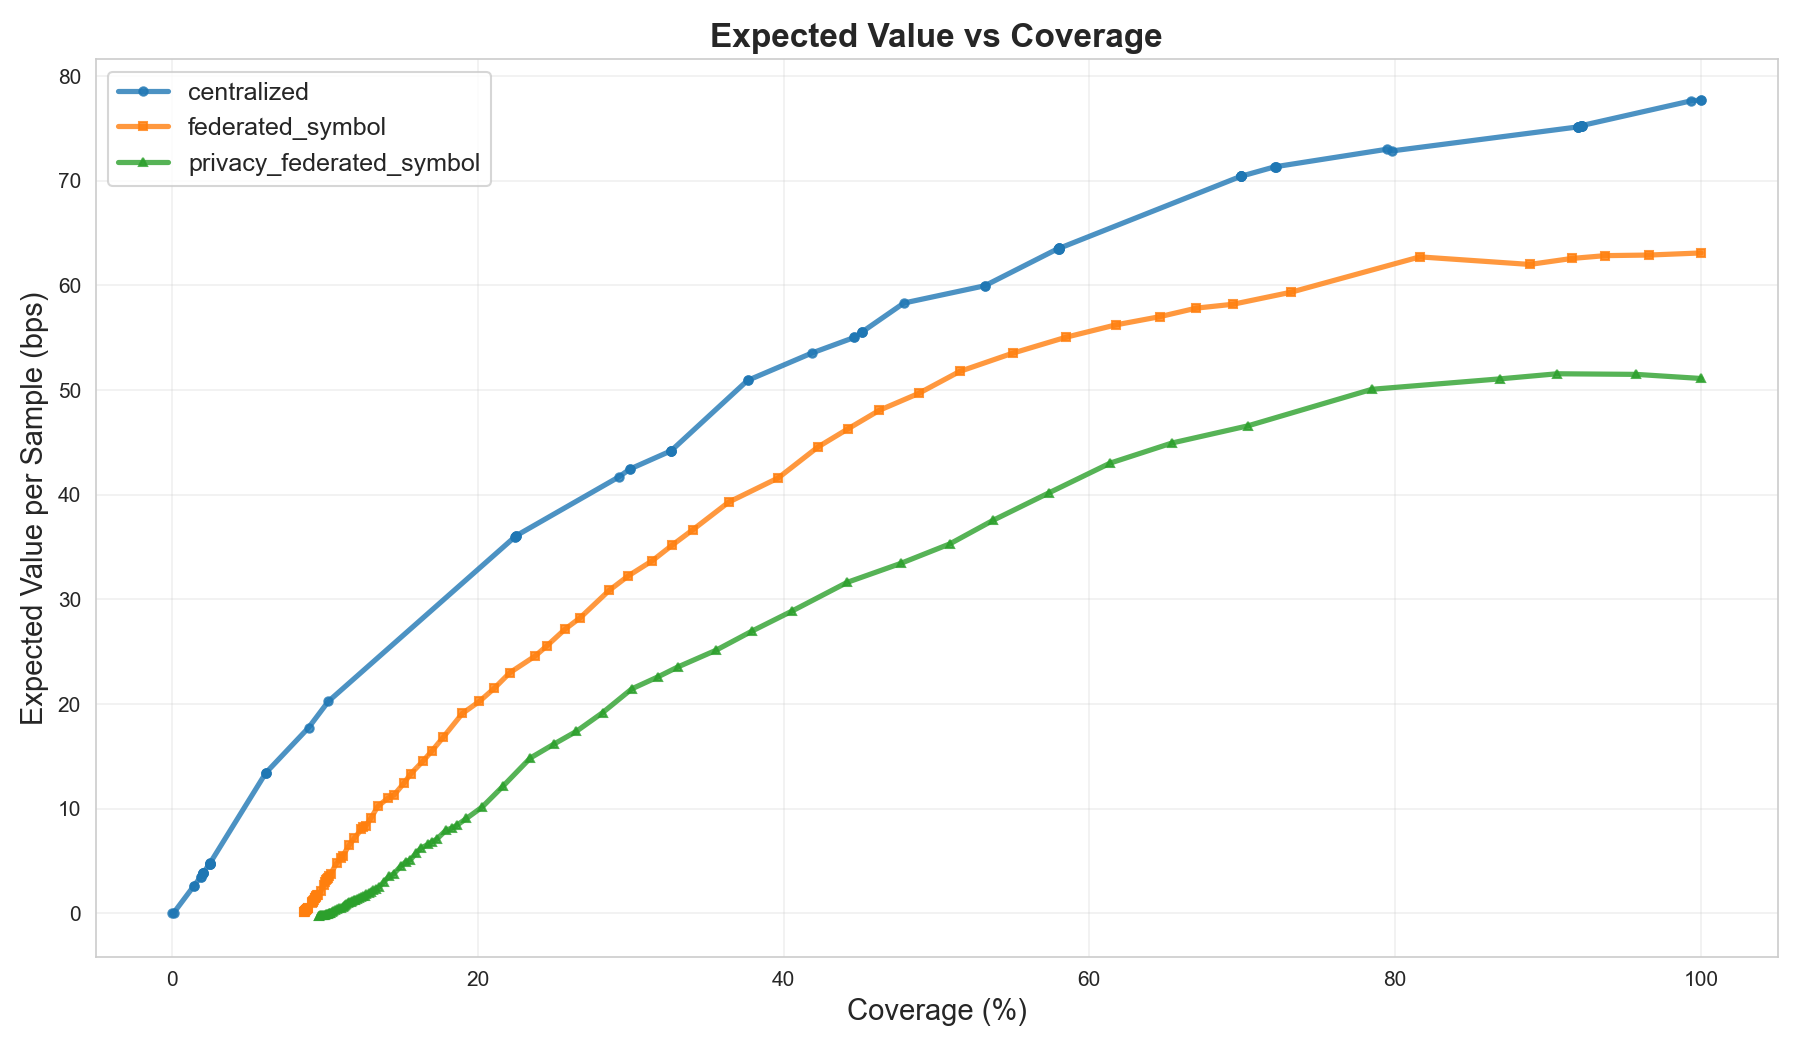 Expected Value vs Coverage
centralized
federated_symbol
privacy_federated_symbol
Expected Value per Sample (bps)
80
70
60
50
40
30
20
10
0
0 20 40 60 80 100
Coverage (%)